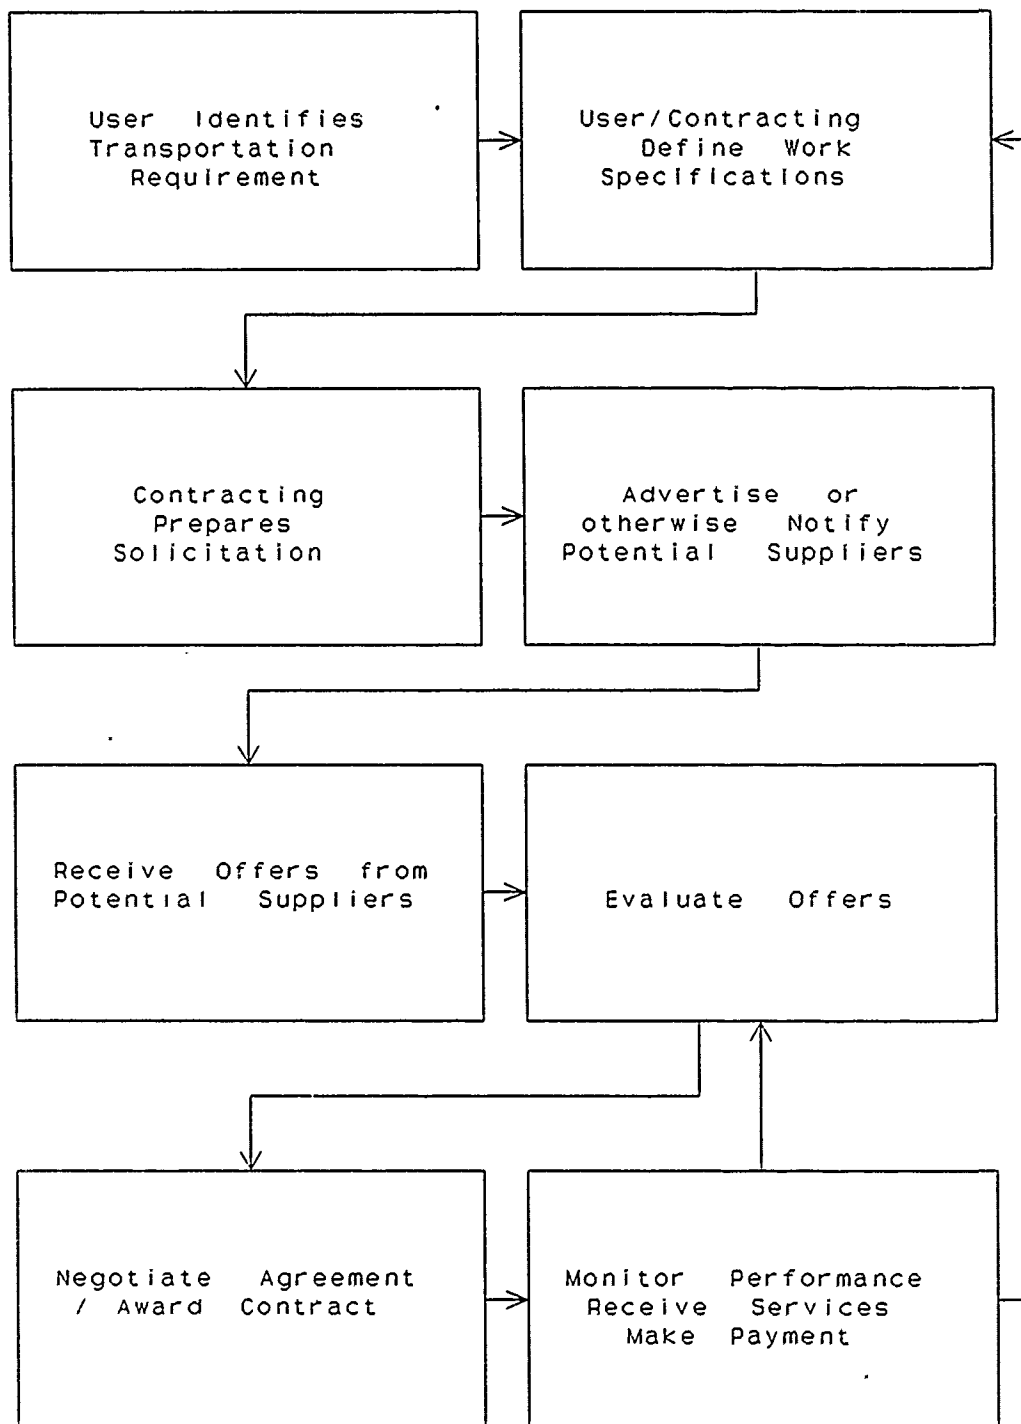 User Identifies
Transportation
Requirement
User/Contracting
Define Work
Specifications
Contracting
Prepares
Solicitation
Advertise or
otherwise Notify
Potential Suppliers
Receive Offers from
Potential Suppliers
Evaluate Offers
Negotiate Agreement
/ Award Contract
Monitor Performance
Receive Services
Make Payment